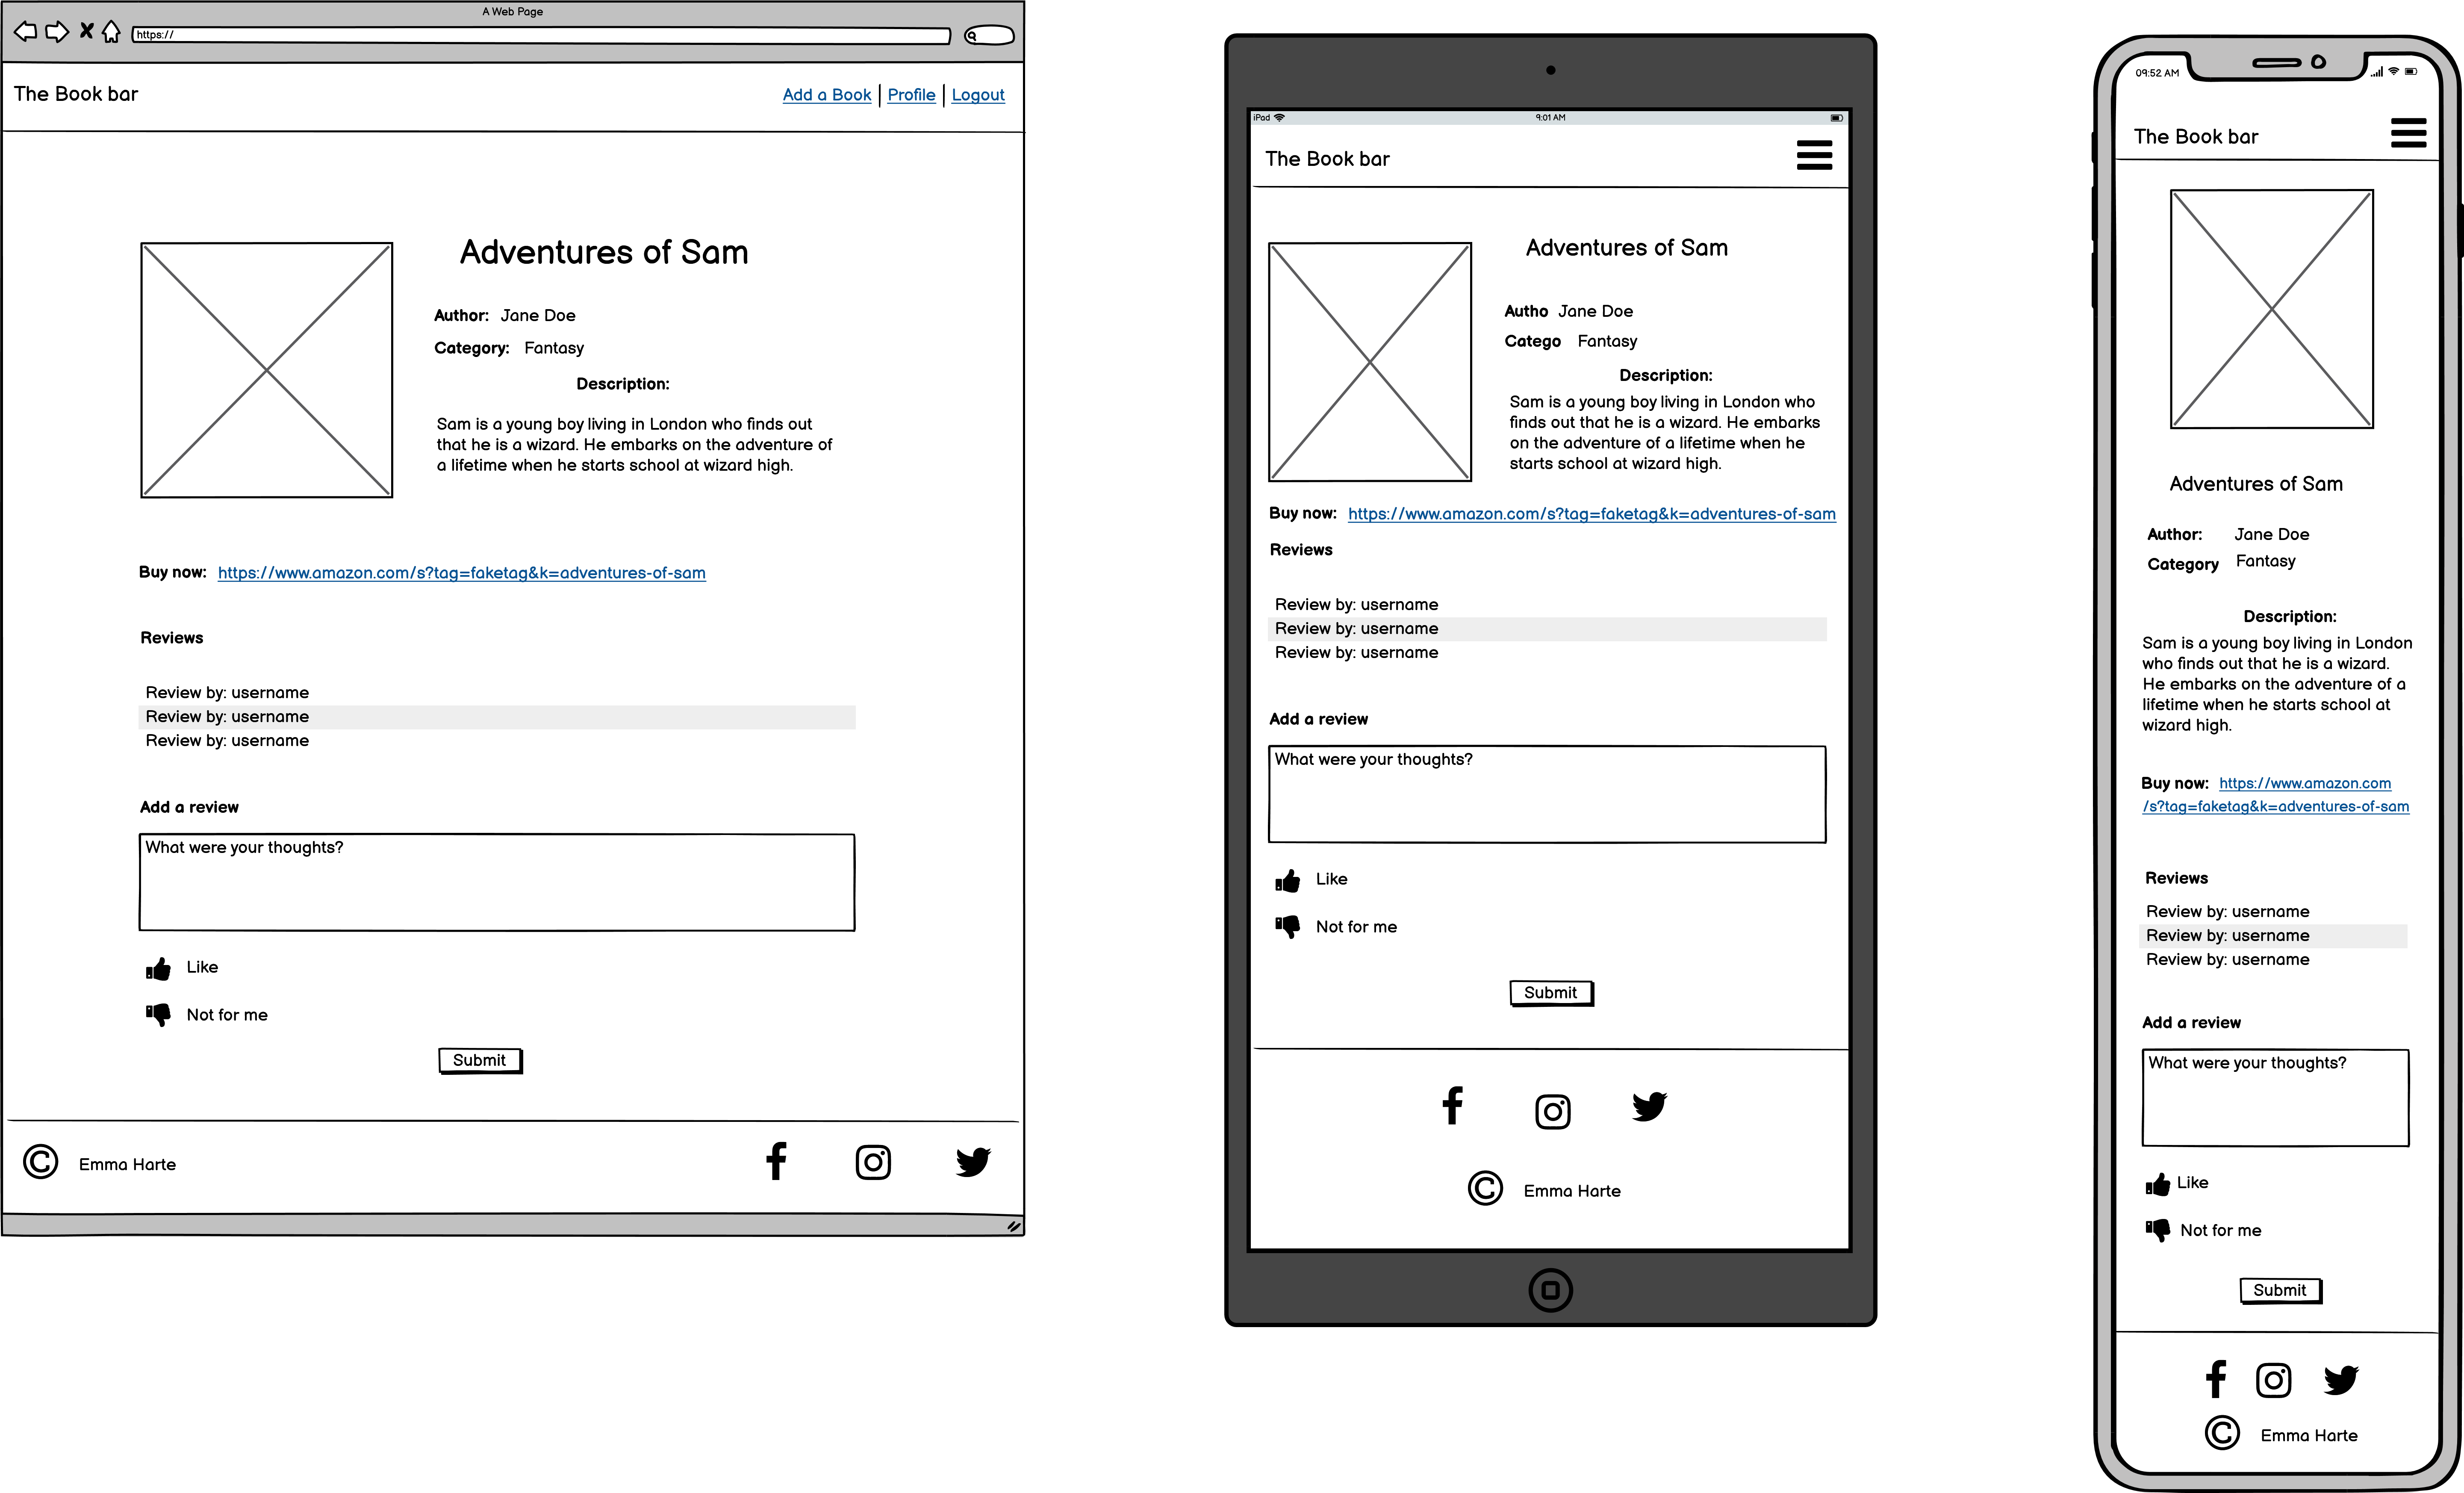 A Web Page
https://
The Book bar
Add a Book | Profile | Logout
Adventures of Sam
Author: Jane Doe
Category: Fantasy
Description:
Sam is a young boy living in London who finds out
that he is a wizard. He embarks on the adventure of
a lifetime when he starts school at wizard high.
Buy now: https://www.amazon.com/s?tag=faketag&k=adventures-of-sam
Reviews
Review by: username
Review by: username
Review by: username
Add a review
What were your thoughts?
Like
Not for me
Submit
© Emma Harte
iPad 9:01 AM
The Book bar
Adventures of Sam
Autho Jane Doe
Catego Fantasy
Description:
Sam is a young boy living in London who
finds out that he is a wizard. He embarks
on the adventure of a lifetime when he
starts school at wizard high.
Buy now: https://www.amazon.com/s?tag=faketag&k=adventures-of-sam
Reviews
Review by: username
Review by: username
Review by: username
Add a review
What were your thoughts?
Like
Not for me
Submit
© Emma Harte
09:52 AM
The Book bar
Adventures of Sam
Author: Jane Doe
Category Fantasy
Description:
Sam is a young boy living in London
who finds out that he is a wizard.
He embarks on the adventure of a
lifetime when he starts school at
wizard high.
Buy now: https://www.amazon.com
/s?tag=faketag&k=adventures-of-sam
Reviews
Review by: username
Review by: username
Review by: username
Add a review
What were your thoughts?
Like
Not for me
Submit
© Emma Harte